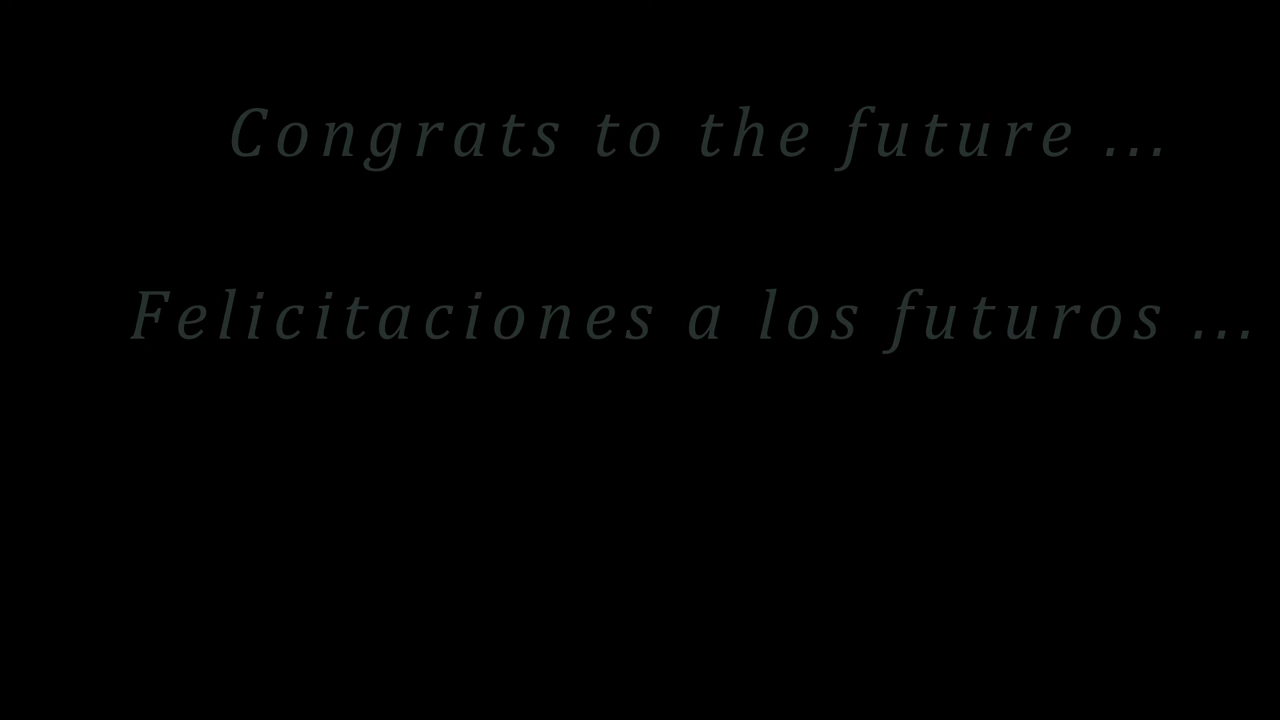 Congrats to the future ...
Felicitaciones a los futuros ...